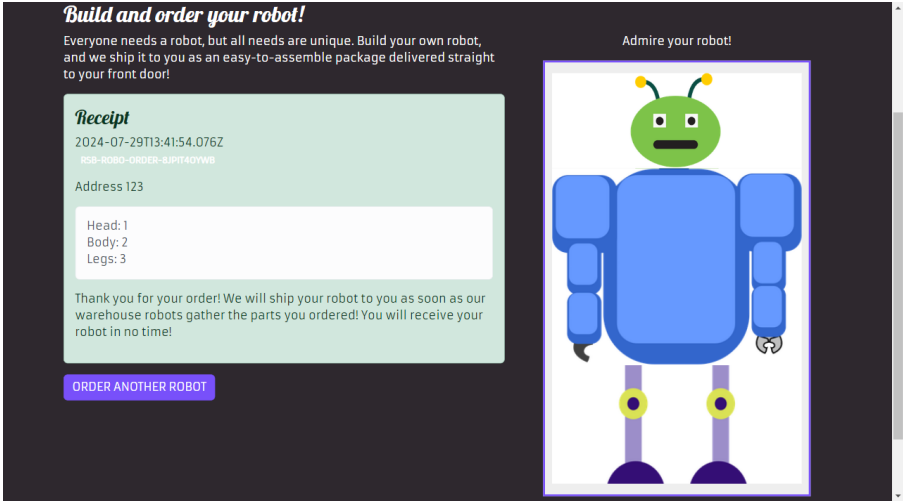 Build and order your robot!
Everyone needs a robot, but all needs are unique. Build your own robot,
and we ship it to you as an easy-to-assemble package delivered straight
to your front door!
Receipt
2024-07-29T13:41:54.076Z
RSB-ROBO-ORDER-8JPIT4OYWB
Address 123
Head: 1
Body: 2
Legs: 3
Thank you for your order! We will ship your robot to you as soon as our
warehouse robots gather the parts you ordered! You will receive your
robot in no time!
ORDER ANOTHER ROBOT
Admire your robot!